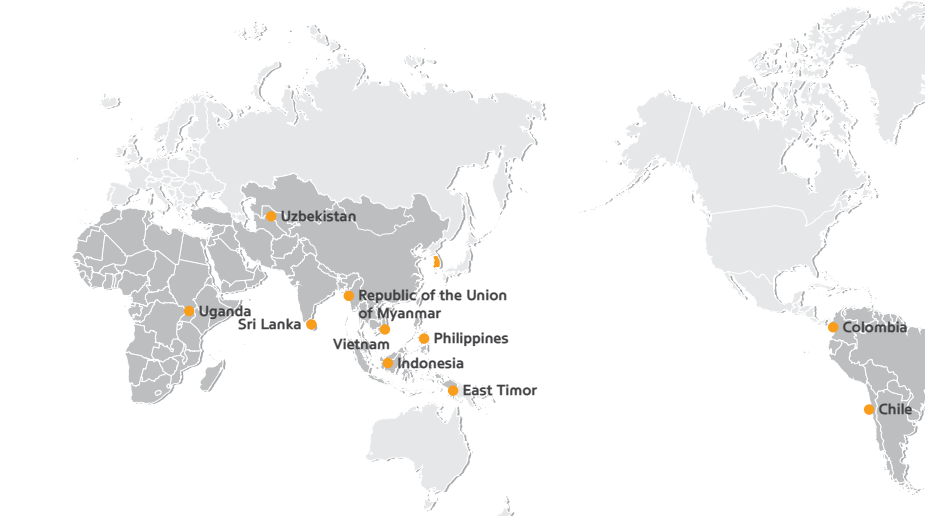 Uzbekistan
Republic of the Union
of Myanmar
Uganda
Sri Lanka
Vietnam
Philippines
Indonesia
East Timor
Colombia
Chile